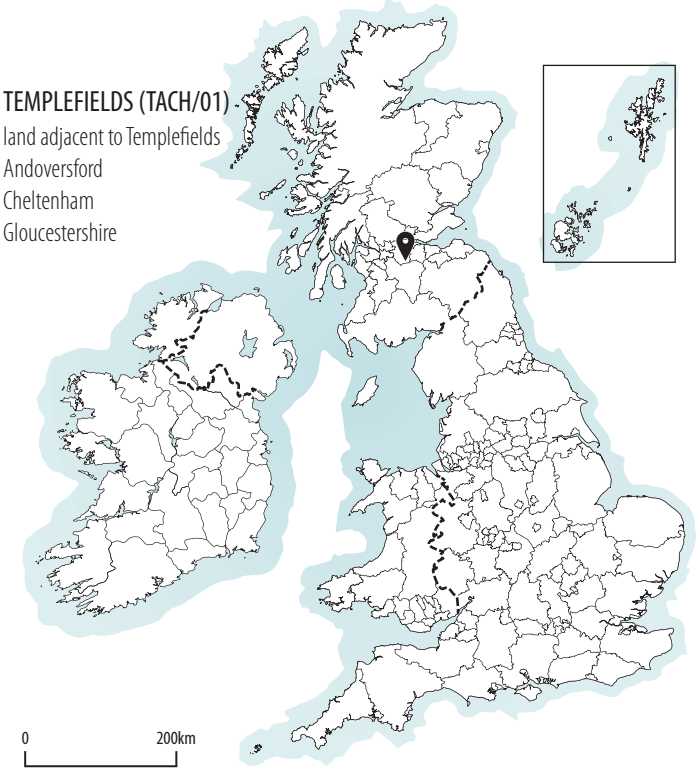 TEMPLEFIELDS (TACH/01)
land adjacent to Templefields
Andoversford
Cheltenham
Gloucestershire
0 200km